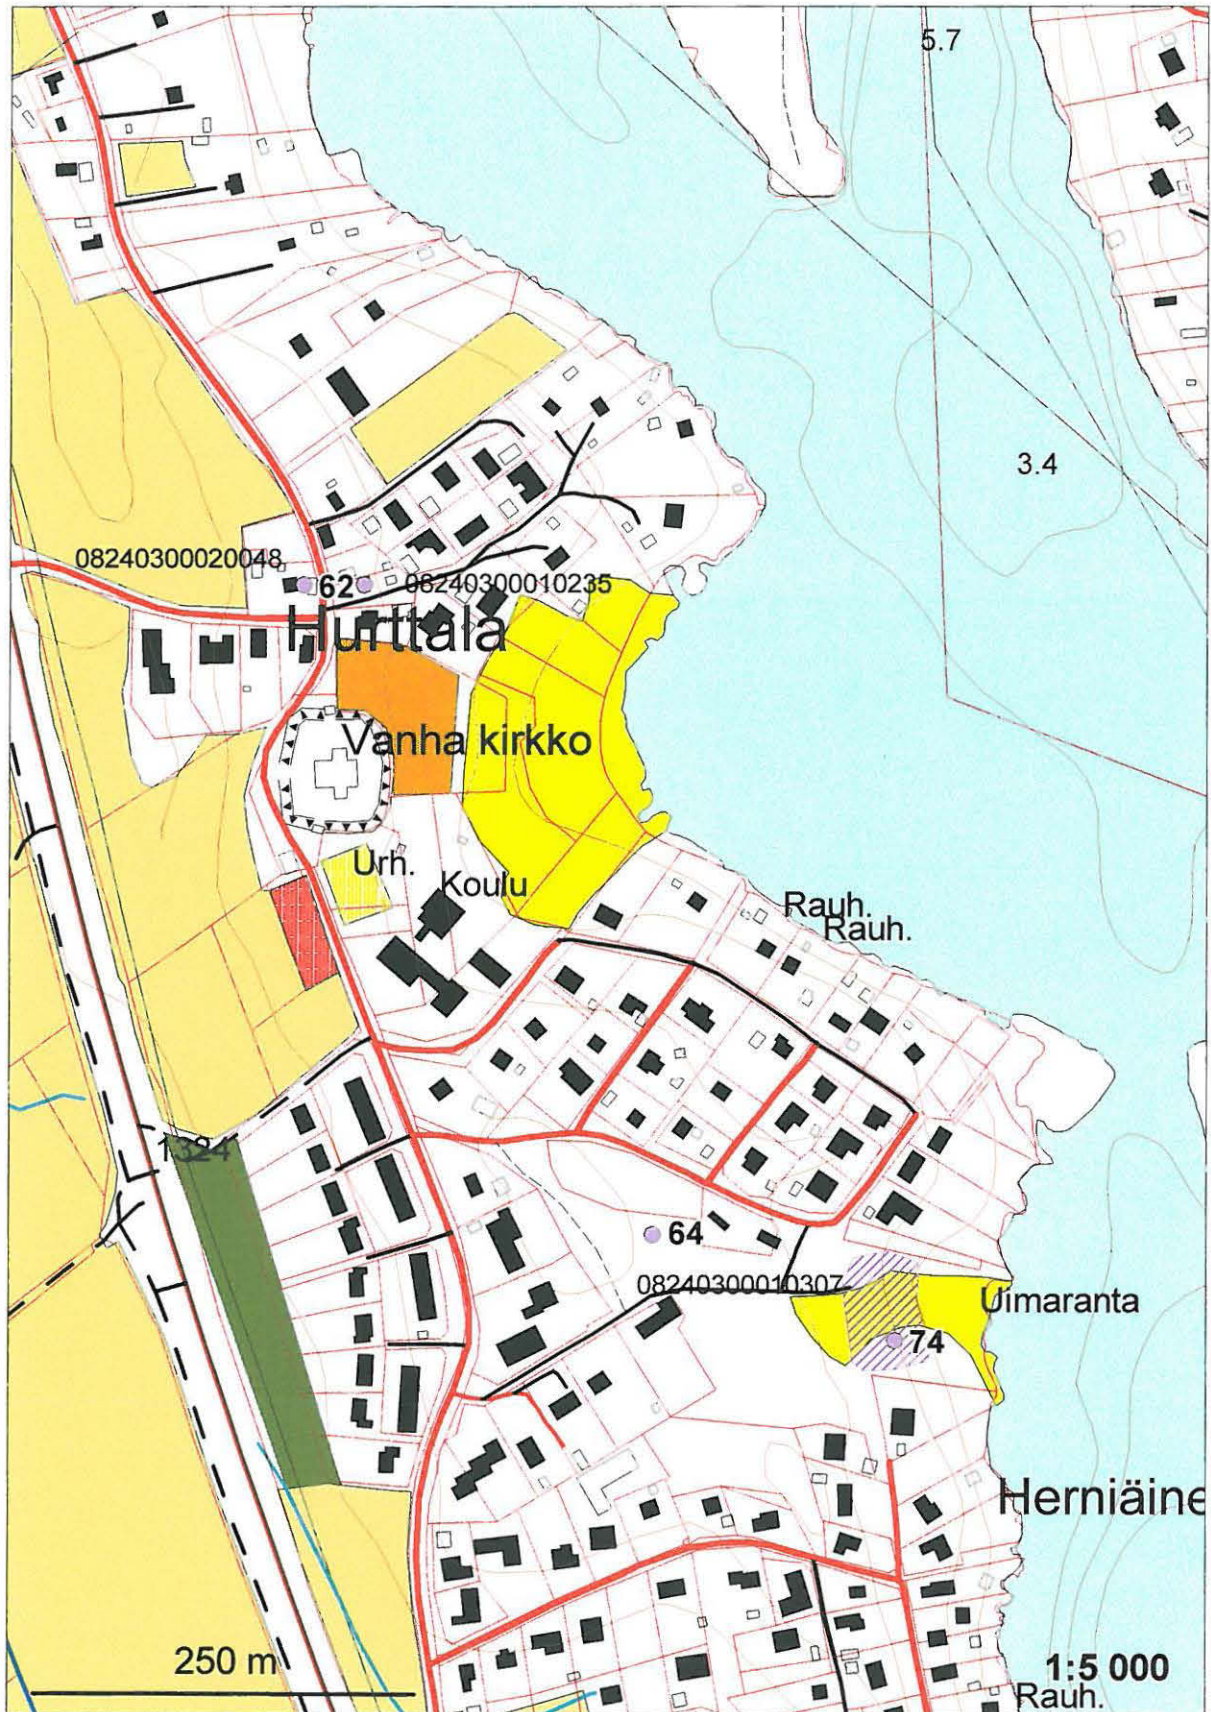 5.7
3.4
08240300020048
62
08240300010235
Hurttala
Vanha kirkko
Urh.
Koulu
Rauh.
Rauh.
1324
64
08240300010307
Uimaranta
74
Herniäine
250 m
1:5 000
Rauh.